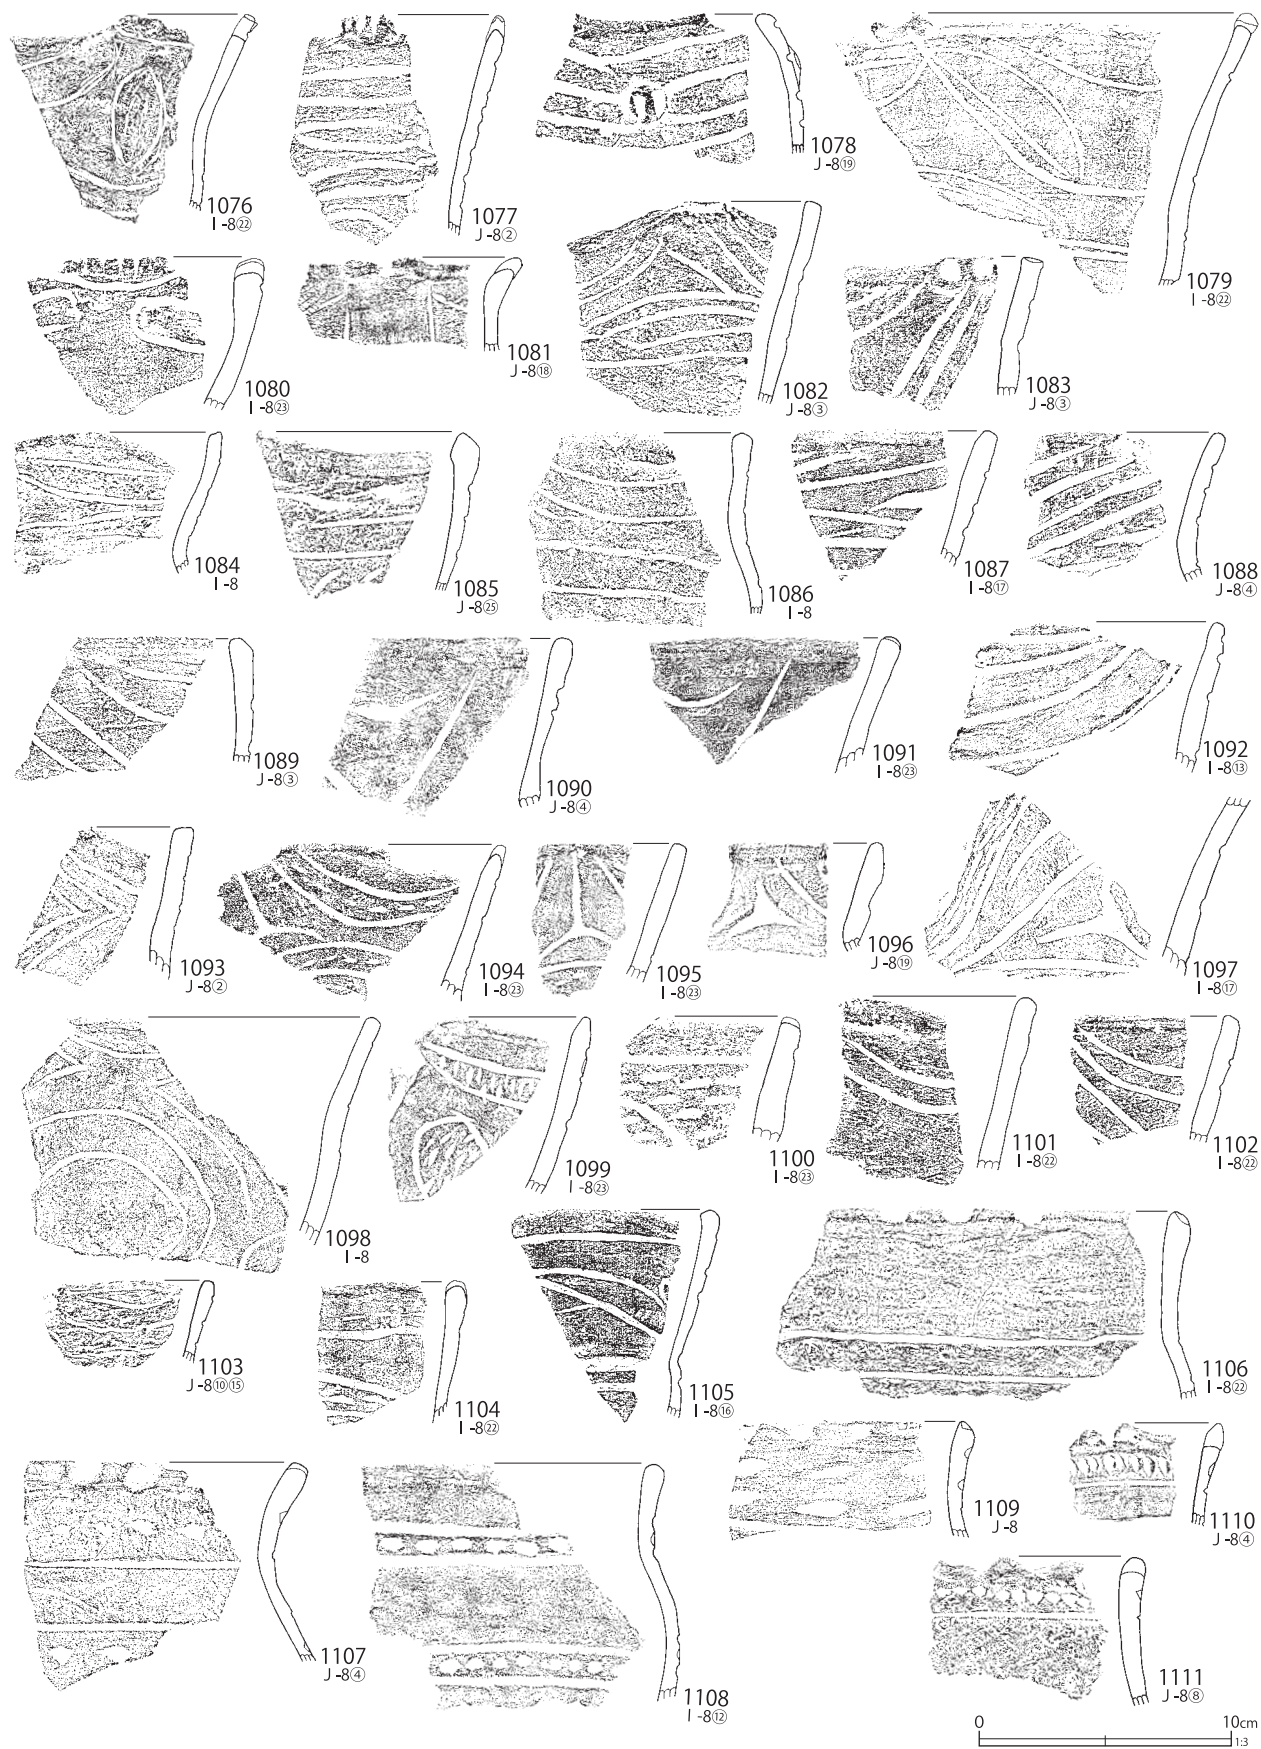 1076
I-8㉒
1077
J-8②
1078
J-8⑲
1079
I-8㉒
1080
I-8㉓
1081
J-8⑱
1082
J-8③
1083
J-8③
1084
I-8
1085
J-8㉕
1086
I-8
1087
I-8⑰
1088
J-8④
1089
J-8③
1090
J-8④
1091
I-8㉓
1092
I-8⑬
1093
J-8②
1094
I-8㉓
1095
I-8㉓
1096
J-8⑲
1097
I-8⑰
1098
I-8
1099
I-8㉓
1100
I-8㉓
1101
I-8㉒
1102
I-8㉒
1103
J-8⑩⑮
1104
I-8㉒
1105
I-8⑯
1106
I-8㉒
1107
J-8④
1108
I-8⑫
1109
J-8
1110
J-8④
1111
J-8⑧
0 10cm
1:3